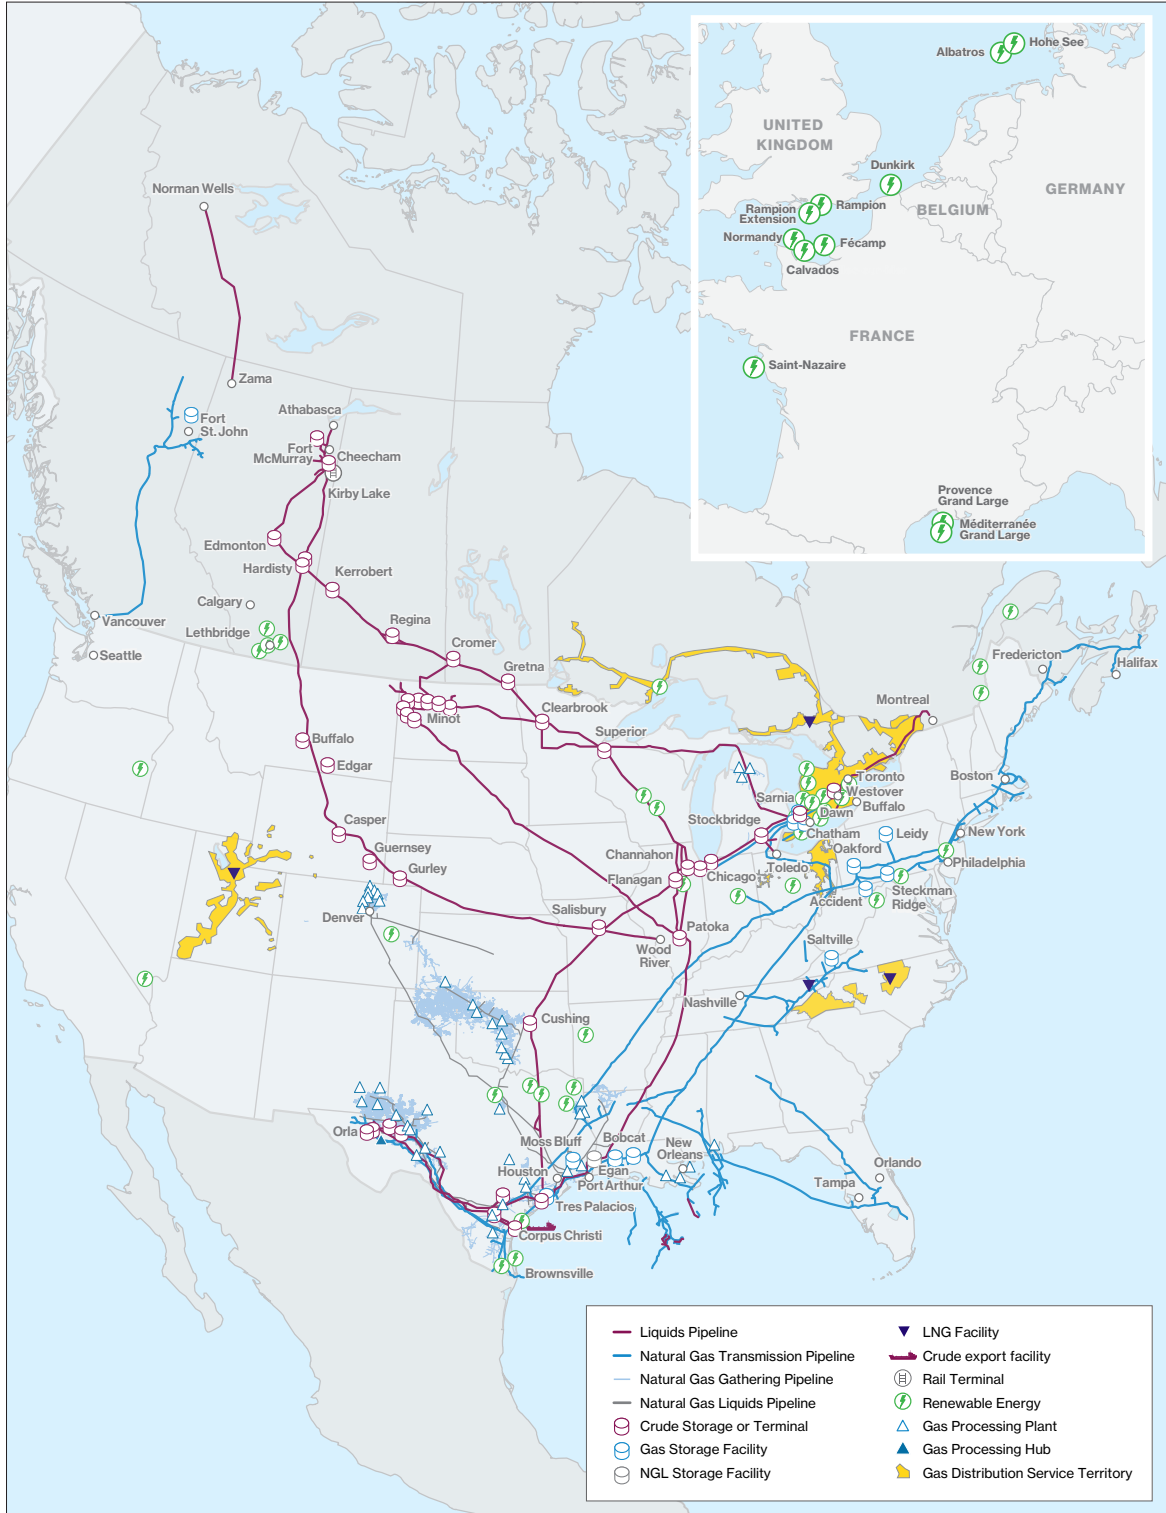 Albatros
Hohe See
UNITED
KINGDOM
Dunkirk
GERMANY
Rampion
Extension
Rampion
BELGIUM
Normandy
Fécamp
Calvados
FRANCE
Saint-Nazaire
Provence
Grand Large
Méditerranée
Grand Large
Norman Wells
Zama
Fort
St. John
Athabasca
Fort
McMurray
Cheecham
Kirby Lake
Edmonton
Hardisty
Kerrobert
Calgary
Regina
Vancouver
Lethbridge
Cromer
Seattle
Gretna
Fredericton
Halifax
Minot
Clearbrook
Montreal
Superior
Buffalo
Edgar
Toronto
Boston
Sarnia
Westover
Buffalo
Stockbridge
Dawn
Casper
Chatham
Leidy
New York
Guernsey
Channahon
Oakford
Gurley
Flanagan
Chicago
Toledo
Philadelphia
Steckman
Ridge
Accident
Denver
Salisbury
Patoka
Wood
River
Saltville
Nashville
Cushing
Orla
Moss Bluff
Bobcat
New
Orleans
Houston
Egan
Port Arthur
Orlando
Tampa
Tres Palacios
Corpus Christi
Brownsville
Liquids Pipeline
Natural Gas Transmission Pipeline
Natural Gas Gathering Pipeline
Natural Gas Liquids Pipeline
Crude Storage or Terminal
Gas Storage Facility
NGL Storage Facility
LNG Facility
Crude export facility
Rail Terminal
Renewable Energy
Gas Processing Plant
Gas Processing Hub
Gas Distribution Service Territory